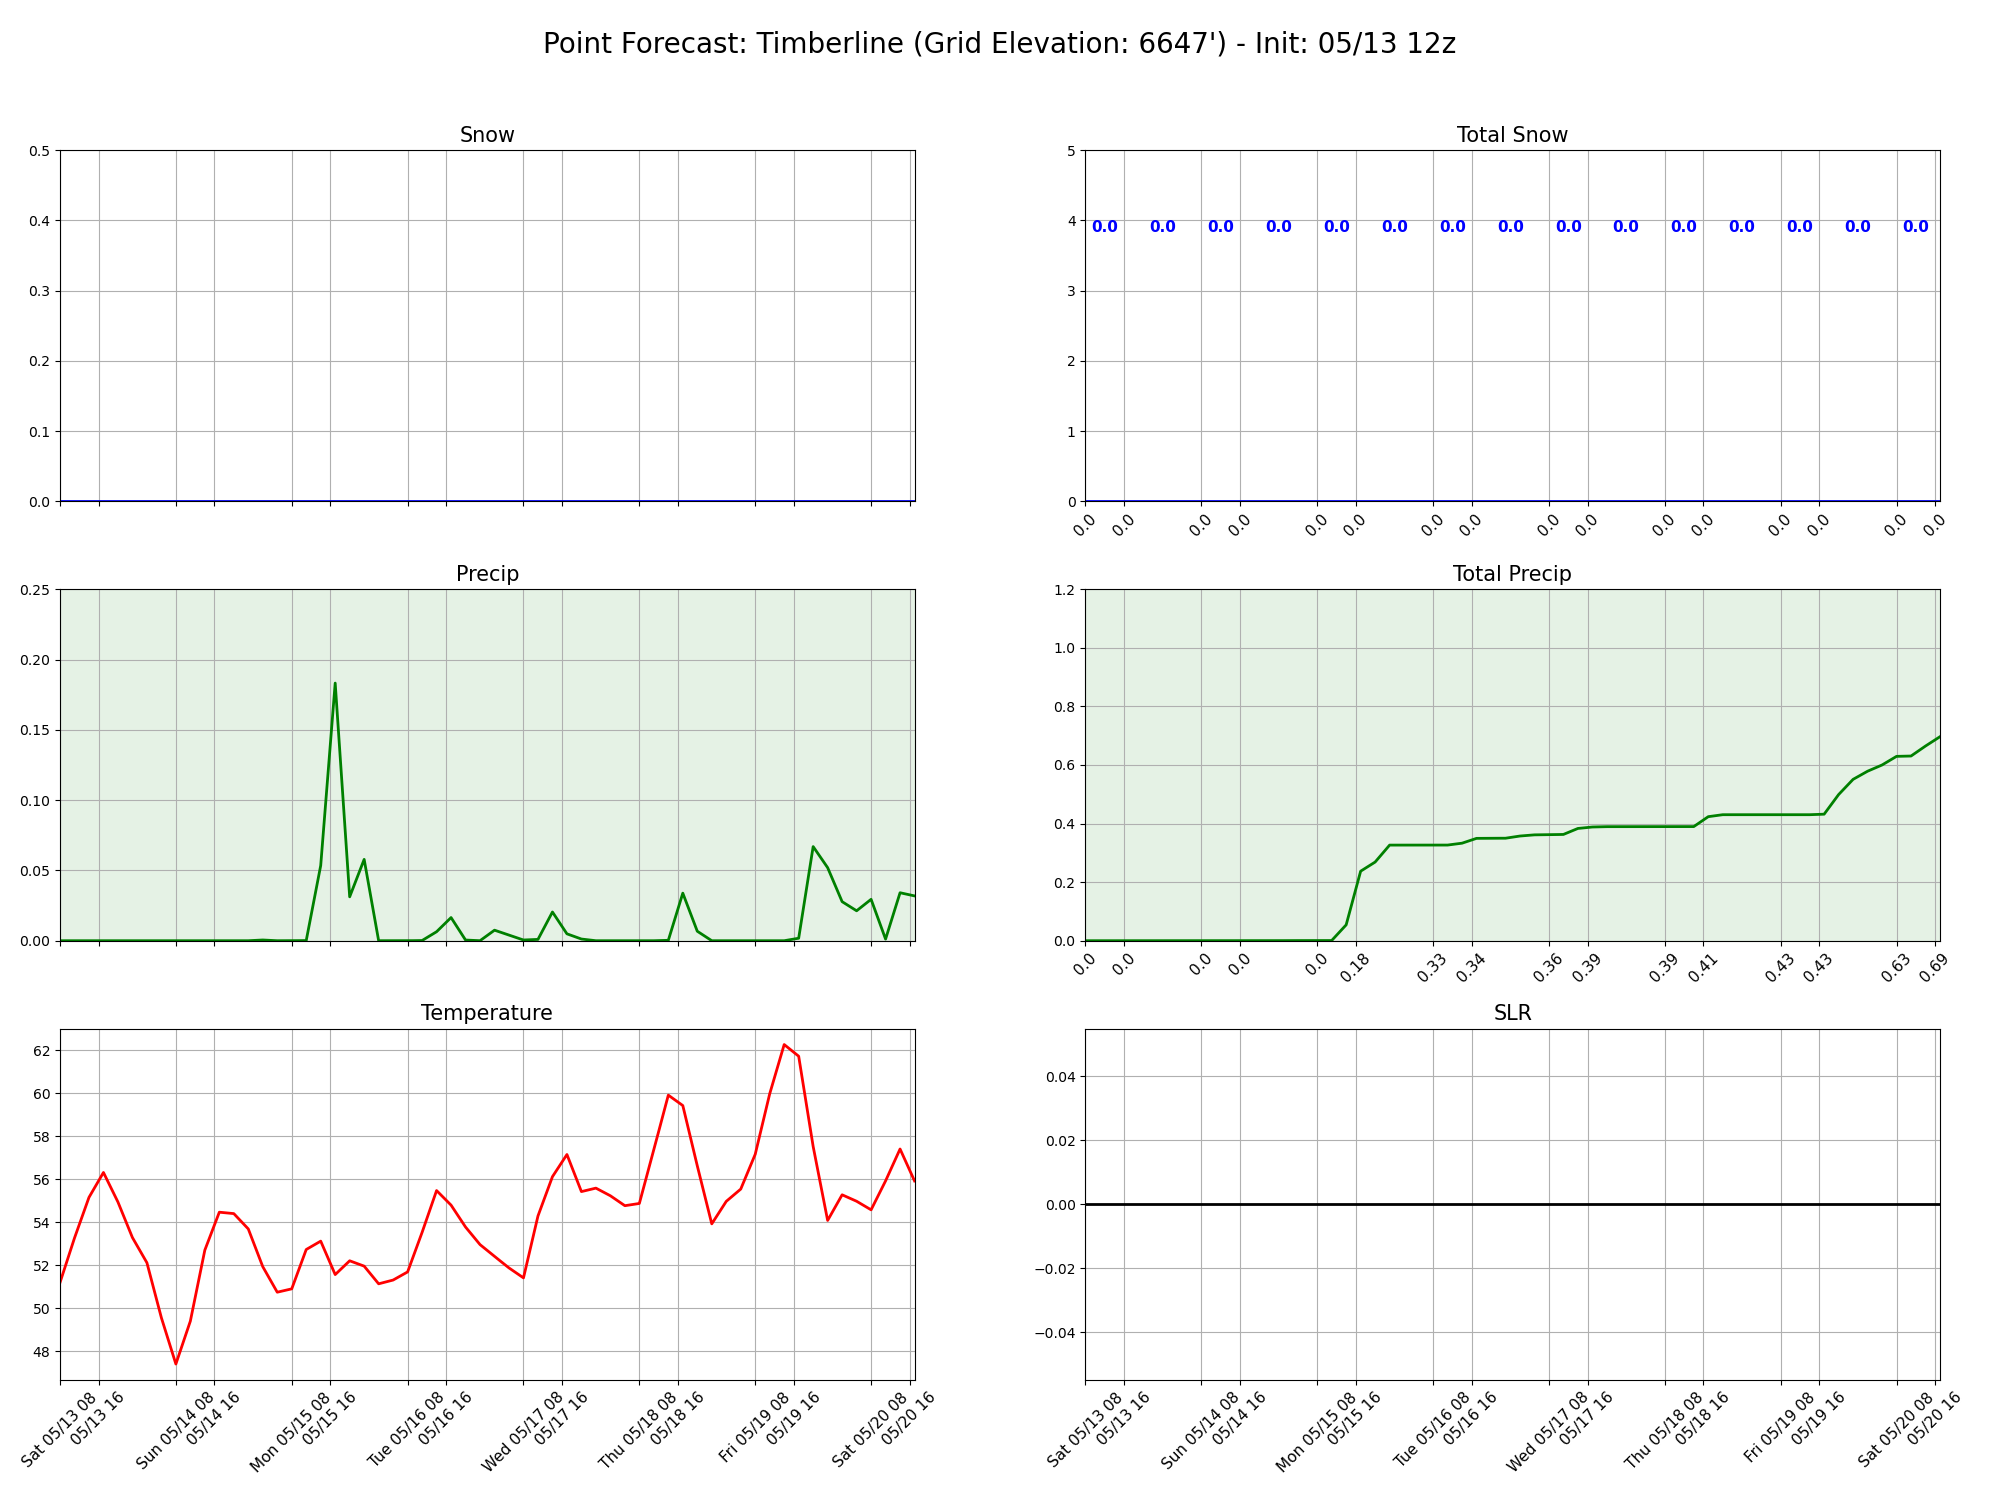 Point Forecast: Timberline (Grid Elevation: 6647') - Init: 05/13 12z
Snow
0.5
0.4
0.3
0.2
0.1
0.0
Total Snow
5
4
3
2
1
0
0.0 0.0 0.0 0.0 0.0 0.0 0.0 0.0 0.0 0.0 0.0 0.0 0.0 0.0 0.0
0.0 0.0 0.0 0.0 0.0 0.0 0.0 0.0 0.0 0.0 0.0 0.0 0.0 0.0 0.0 0.0
Precip
0.25
0.20
0.15
0.10
0.05
0.00
Total Precip
1.2
1.0
0.8
0.6
0.4
0.2
0.0
0.0 0.0 0.0 0.0 0.0 0.18 0.33 0.34 0.36 0.39 0.39 0.41 0.43 0.43 0.63 0.69
Temperature
62
60
58
56
54
52
50
48
Sat 05/13 08
05/13 16
Sun 05/14 08
05/14 16
Mon 05/15 08
05/15 16
Tue 05/16 08
05/16 16
Wed 05/17 08
05/17 16
Thu 05/18 08
05/18 16
Fri 05/19 08
05/19 16
Sat 05/20 08
05/20 16
SLR
0.04
0.02
0.00
−0.02
−0.04
Sat 05/13 08
05/13 16
Sun 05/14 08
05/14 16
Mon 05/15 08
05/15 16
Tue 05/16 08
05/16 16
Wed 05/17 08
05/17 16
Thu 05/18 08
05/18 16
Fri 05/19 08
05/19 16
Sat 05/20 08
05/20 16